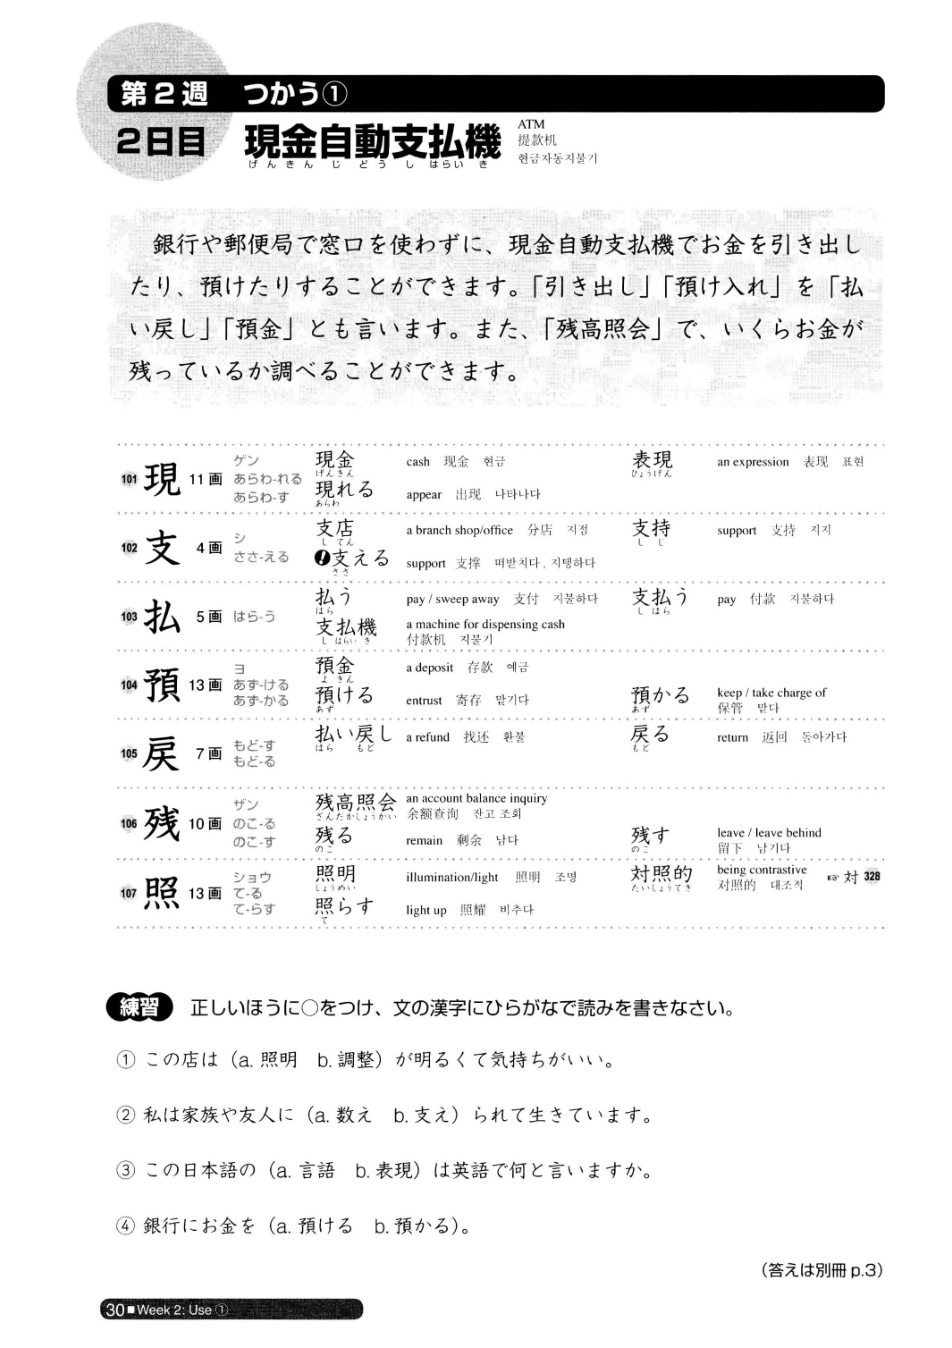 第2週 つかう①
2日目 現金自動支払機
げんきんじどうしはらいき
ATM
提款机
현금자동지불기
銀行や郵便局で窓口を使わずに、現金自動支払機でお金を引き出し
たり、預けたりすることができます。「引き出し」「預け入れ」を「払
い戻し」「預金」とも言います。また、「残高照会」で、いくらお金が
残っているか調べることができます。
101 現 11画 ゲン あらわ-れる あらわ-す
現金 げんきん cash 現金 현금
表現 ひょうげん an expression 表現 표현
現れる あらわ appear 出现 나타나다
102 支 4画 シ ささ-える
支店 してん a branch shop/office 分店 지점
支持 しじ support 支持 지지
!支える ささ support 支撑 떠받치다, 지탱하다
103 払 5画 はら-う
払う はら pay / sweep away 支付 지불하다
支払う しはら pay 付款 지불하다
支払機 しはらいき a machine for dispensing cash
付款机 지불기
104 預 13画 ヨ あず-ける あず-かる
預金 よきん a deposit 存款 예금
預ける あず entrust 寄存 맡기다
預かる あず keep / take charge of
保管 맡다
105 戻 7画 もど-す もど-る
払い戻し はら もど a refund 找还 환불
戻る もど return 返回 돌아가다
106 残 10画 ザン のこ-る のこ-す
残高照会 ざんだかしょうかい an account balance inquiry
余额查询 잔고 조회
残る のこ remain 剩余 남다
残す のこ leave / leave behind
留下 남기다
107 照 13画 ショウ て-る て-らす
照明 しょうめい illumination/light 照明 조명
対照的 たいしょうてき being contrastive
対照的 대조적
☞対 328
照らす て light up 照耀 비추다
練習 正しいほうに○をつけ、文の漢字にひらがなで読みを書きなさい。
① この店は（a. 照明 b. 調整）が明るくて気持ちがいい。
② 私は家族や友人に（a. 数え b. 支え）られて生きています。
③ この日本語の（a. 言語 b. 表現）は英語で何と言いますか。
④ 銀行にお金を（a. 預ける b. 預かる）。
（答えは別冊 p.3）
30■Week 2: Use ①